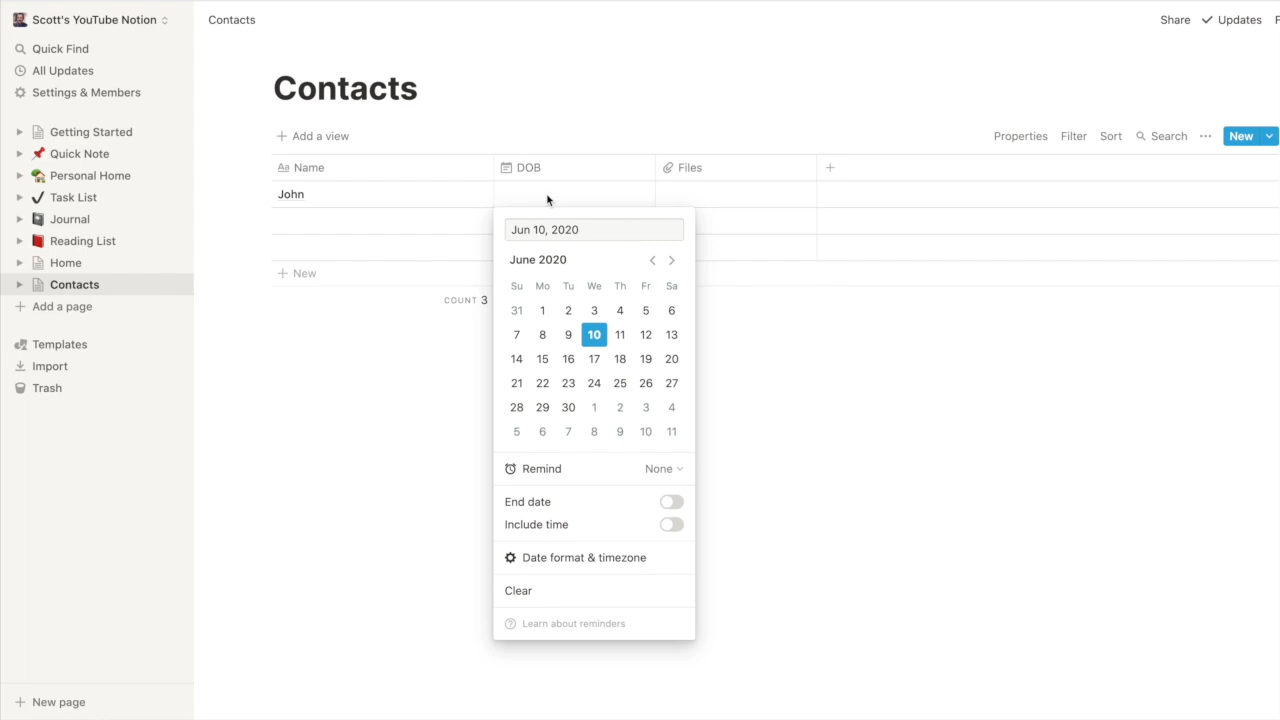 Scott's YouTube Notion
Quick Find
All Updates
Settings & Members
Getting Started
Quick Note
Personal Home
Task List
Journal
Reading List
Home
Contacts
Add a page
Templates
Import
Trash
New page
Contacts
Share Updates F
Contacts
Add a view
Properties Filter Sort Search New
Aa Name DOB Files
John
New
COUNT 3
Jun 10, 2020
June 2020
Su Mo Tu We Th Fr Sa
31 1 2 3 4 5 6
7 8 9 10 11 12 13
14 15 16 17 18 19 20
21 22 23 24 25 26 27
28 29 30 1 2 3 4
5 6 7 8 9 10 11
Remind None
End date
Include time
Date format & timezone
Clear
Learn about reminders